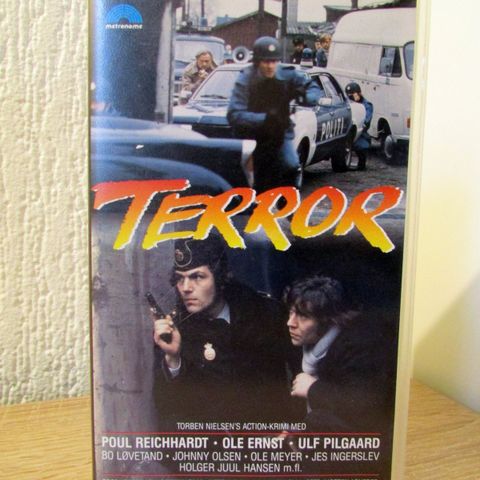 metronome
POLITI
TERROR
TORBEN NIELSEN'S ACTION-KRIMI MED
POUL REICHHARDT · OLE ERNST · ULF PILGAARD
BO LØVETAND · JOHNNY OLSEN · OLE MEYER · JES INGERSLEV
HOLGER JUUL HANSEN m.fl.